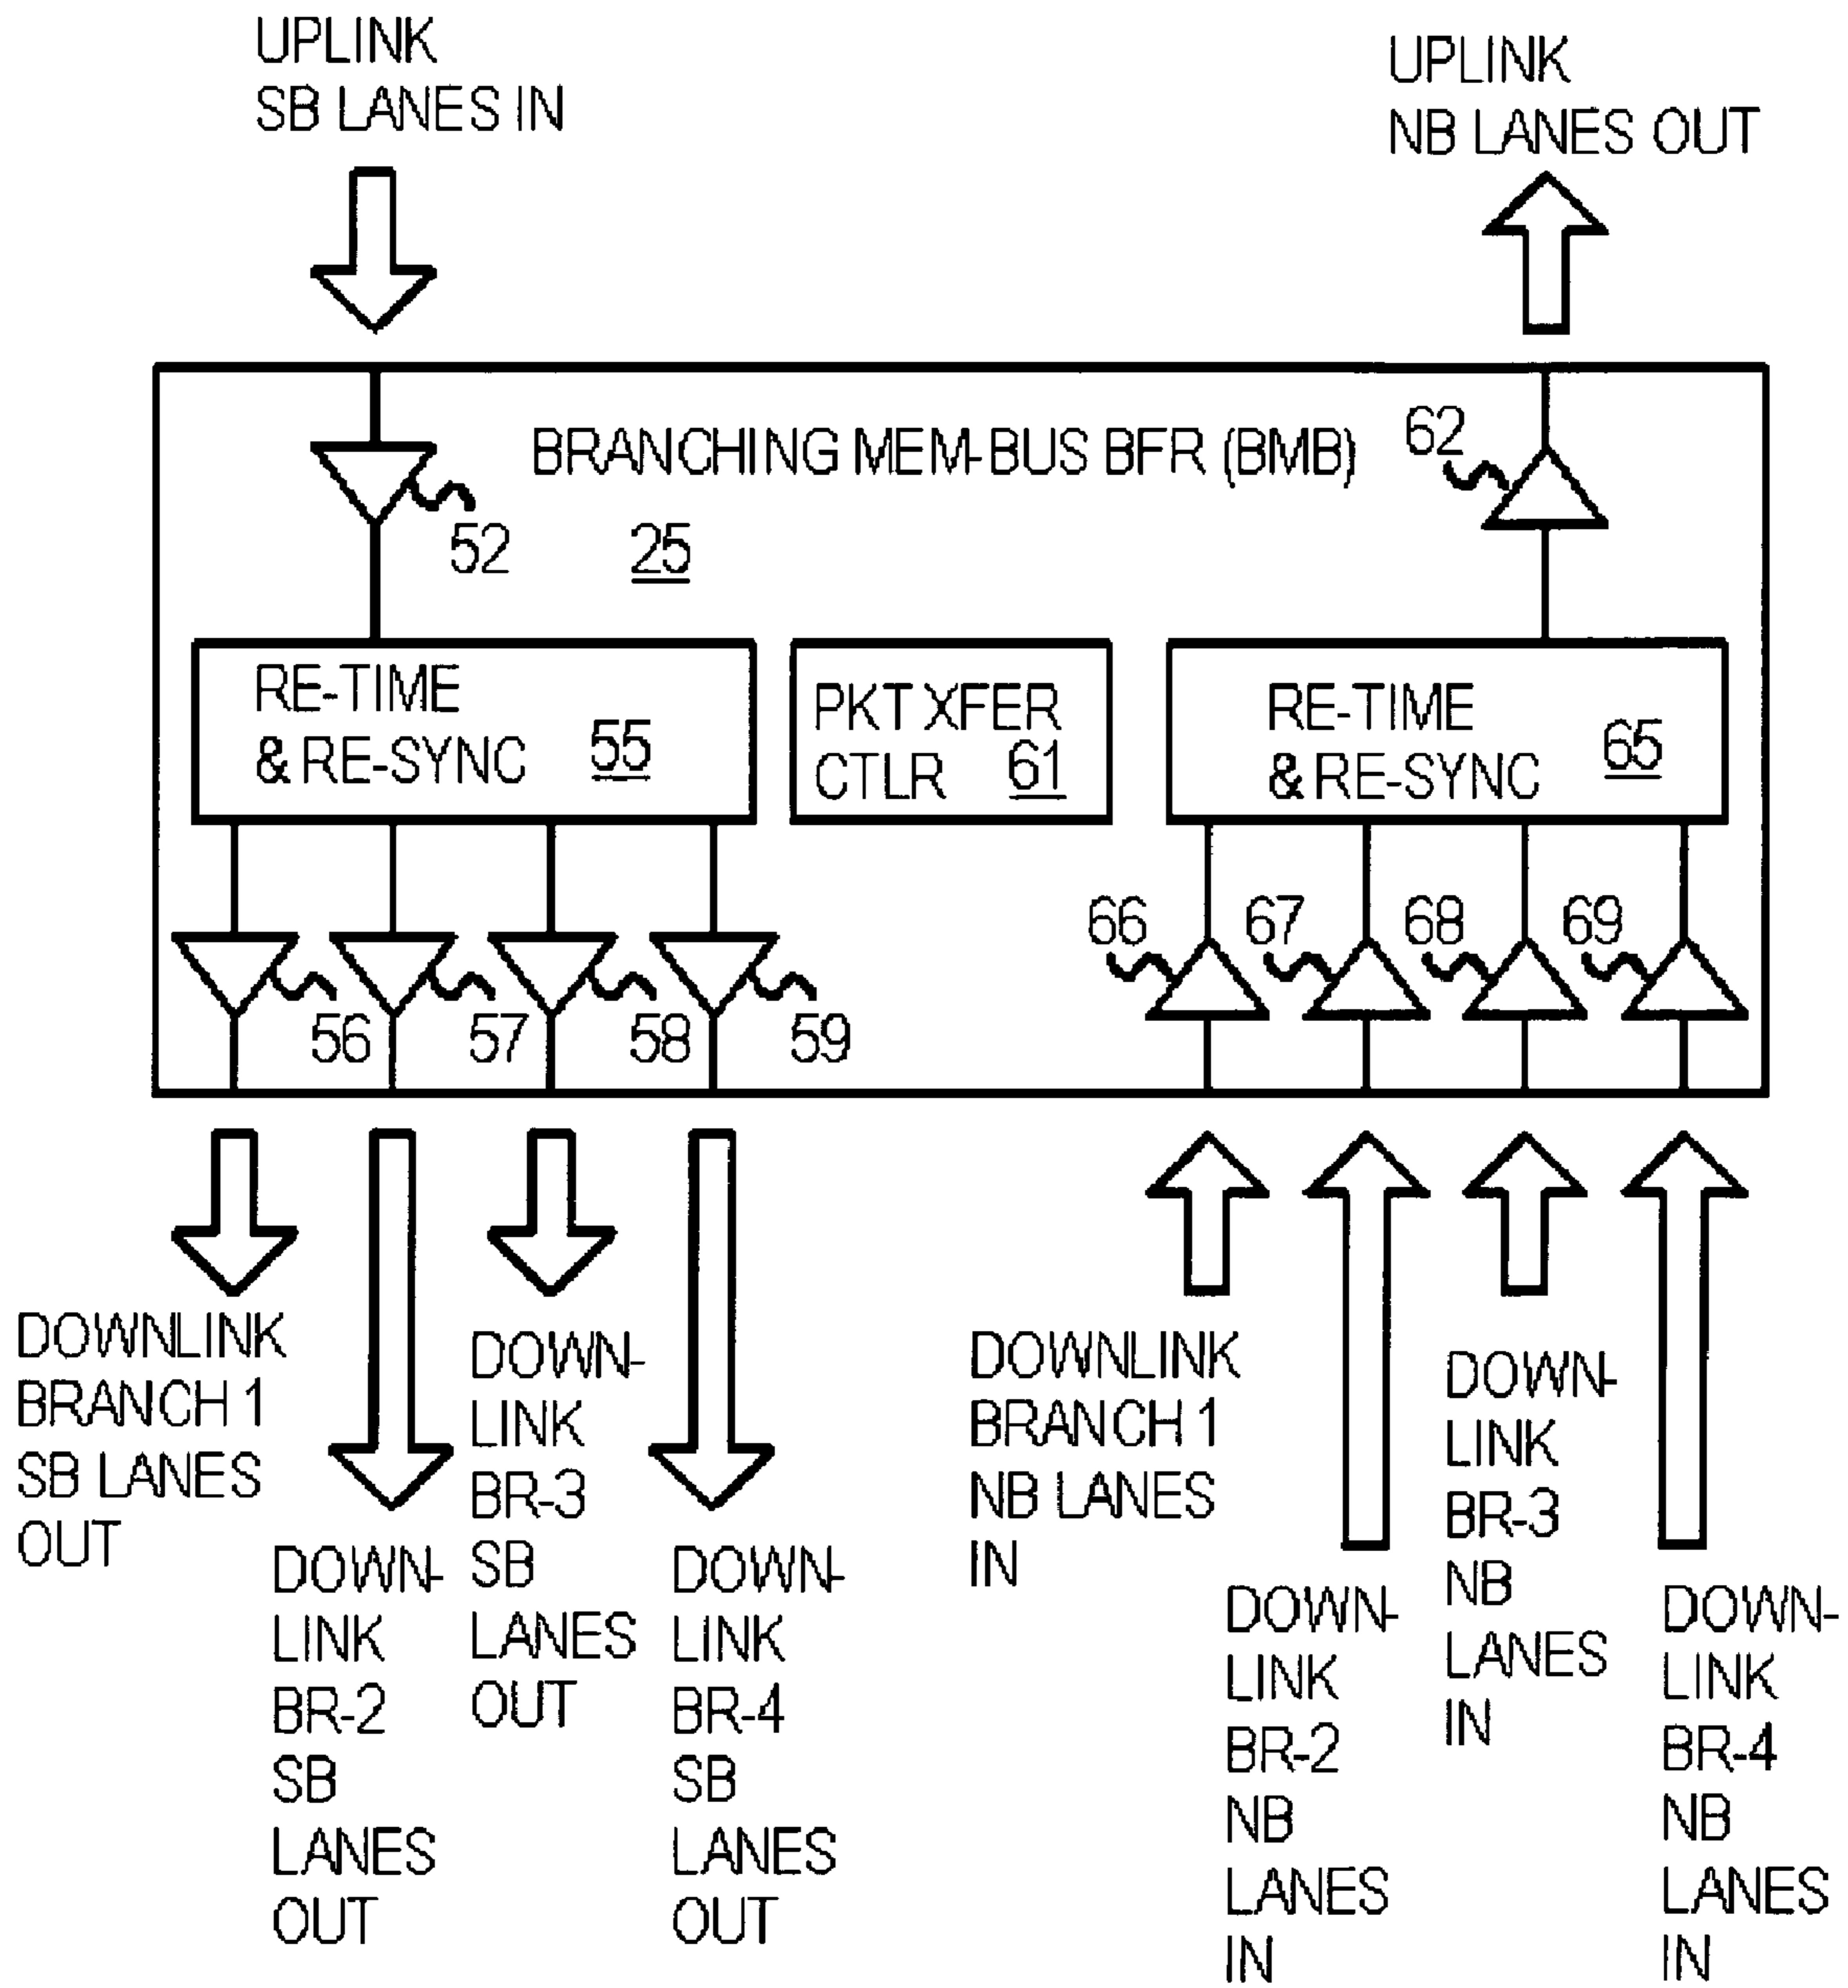 UPLINK
SB LANES IN
UPLINK
NB LANES OUT
BRANCHING MEM-BUS BFR (BMB)
62
52
25
RE-TIME
& RE-SYNC 55
PKT XFER
CTLR 61
RE-TIME
& RE-SYNC 65
66
67
68
69
56
57
58
59
DOWNLINK
BRANCH 1
SB LANES
OUT
DOWN-
LINK
BR-2
SB
LANES
OUT
DOWN-
LINK
BR-3
SB
LANES
OUT
DOWN-
LINK
BR-4
SB
LANES
OUT
DOWNLINK
BRANCH 1
NB LANES
IN
DOWN-
LINK
BR-2
NB
LANES
IN
DOWN-
LINK
BR-3
NB
LANES
IN
DOWN-
LINK
BR-4
NB
LANES
IN